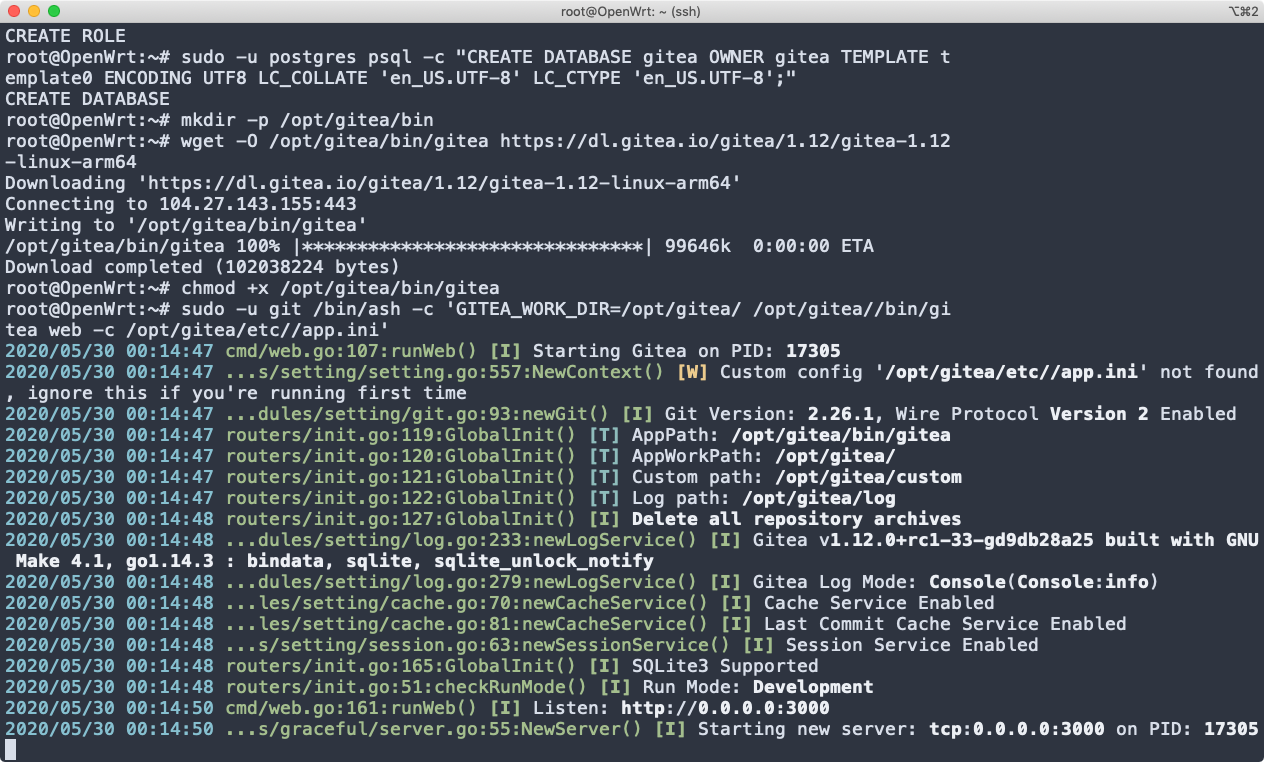 root@OpenWrt: ~ (ssh)
⌥⌘2
CREATE ROLE
root@OpenWrt:~# sudo -u postgres psql -c "CREATE DATABASE gitea OWNER gitea TEMPLATE t
emplate0 ENCODING UTF8 LC_COLLATE 'en_US.UTF-8' LC_CTYPE 'en_US.UTF-8';"
CREATE DATABASE
root@OpenWrt:~# mkdir -p /opt/gitea/bin
root@OpenWrt:~# wget -O /opt/gitea/bin/gitea https://dl.gitea.io/gitea/1.12/gitea-1.12
-linux-arm64
Downloading 'https://dl.gitea.io/gitea/1.12/gitea-1.12-linux-arm64'
Connecting to 104.27.143.155:443
Writing to '/opt/gitea/bin/gitea'
/opt/gitea/bin/gitea 100% |*******************************| 99646k  0:00:00 ETA
Download completed (102038224 bytes)
root@OpenWrt:~# chmod +x /opt/gitea/bin/gitea
root@OpenWrt:~# sudo -u git /bin/ash -c 'GITEA_WORK_DIR=/opt/gitea/ /opt/gitea//bin/gi
tea web -c /opt/gitea/etc//app.ini'
2020/05/30 00:14:47 cmd/web.go:107:runWeb() [I] Starting Gitea on PID: 17305
2020/05/30 00:14:47 ...s/setting/setting.go:557:NewContext() [W] Custom config '/opt/gitea/etc//app.ini' not found
, ignore this if you're running first time
2020/05/30 00:14:47 ...dules/setting/git.go:93:newGit() [I] Git Version: 2.26.1, Wire Protocol Version 2 Enabled
2020/05/30 00:14:47 routers/init.go:119:GlobalInit() [T] AppPath: /opt/gitea/bin/gitea
2020/05/30 00:14:47 routers/init.go:120:GlobalInit() [T] AppWorkPath: /opt/gitea/
2020/05/30 00:14:47 routers/init.go:121:GlobalInit() [T] Custom path: /opt/gitea/custom
2020/05/30 00:14:47 routers/init.go:122:GlobalInit() [T] Log path: /opt/gitea/log
2020/05/30 00:14:48 routers/init.go:127:GlobalInit() [I] Delete all repository archives
2020/05/30 00:14:48 ...dules/setting/log.go:233:newLogService() [I] Gitea v1.12.0+rc1-33-gd9db28a25 built with GNU
 Make 4.1, go1.14.3 : bindata, sqlite, sqlite_unlock_notify
2020/05/30 00:14:48 ...dules/setting/log.go:279:newLogService() [I] Gitea Log Mode: Console(Console:info)
2020/05/30 00:14:48 ...les/setting/cache.go:70:newCacheService() [I] Cache Service Enabled
2020/05/30 00:14:48 ...les/setting/cache.go:81:newCacheService() [I] Last Commit Cache Service Enabled
2020/05/30 00:14:48 ...s/setting/session.go:63:newSessionService() [I] Session Service Enabled
2020/05/30 00:14:48 routers/init.go:165:GlobalInit() [I] SQLite3 Supported
2020/05/30 00:14:48 routers/init.go:51:checkRunMode() [I] Run Mode: Development
2020/05/30 00:14:50 cmd/web.go:161:runWeb() [I] Listen: http://0.0.0.0:3000
2020/05/30 00:14:50 ...s/graceful/server.go:55:NewServer() [I] Starting new server: tcp:0.0.0.0:3000 on PID: 17305